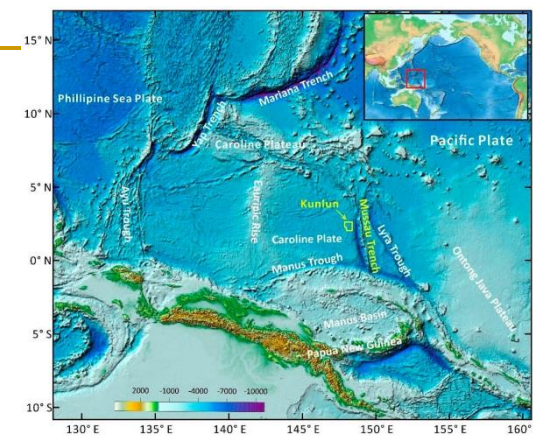 15° N
10° N
5° N
0° N
5° S
10° S
Phillipine Sea Plate
Mariana Trench
Yap Trench
Caroline Plateau
Pacific Plate
Ayu Trough
Eauripic Rise
Kunlun
Mussau Trench
Lyra Trough
Caroline Plate
Manus Trough
Ontong Java Plateau
Manus Basin
Papua New Guinea
2000 -1000 -4000 -7000 -10000
130° E 135° E 140° E 145° E 150° E 155° E 160° E